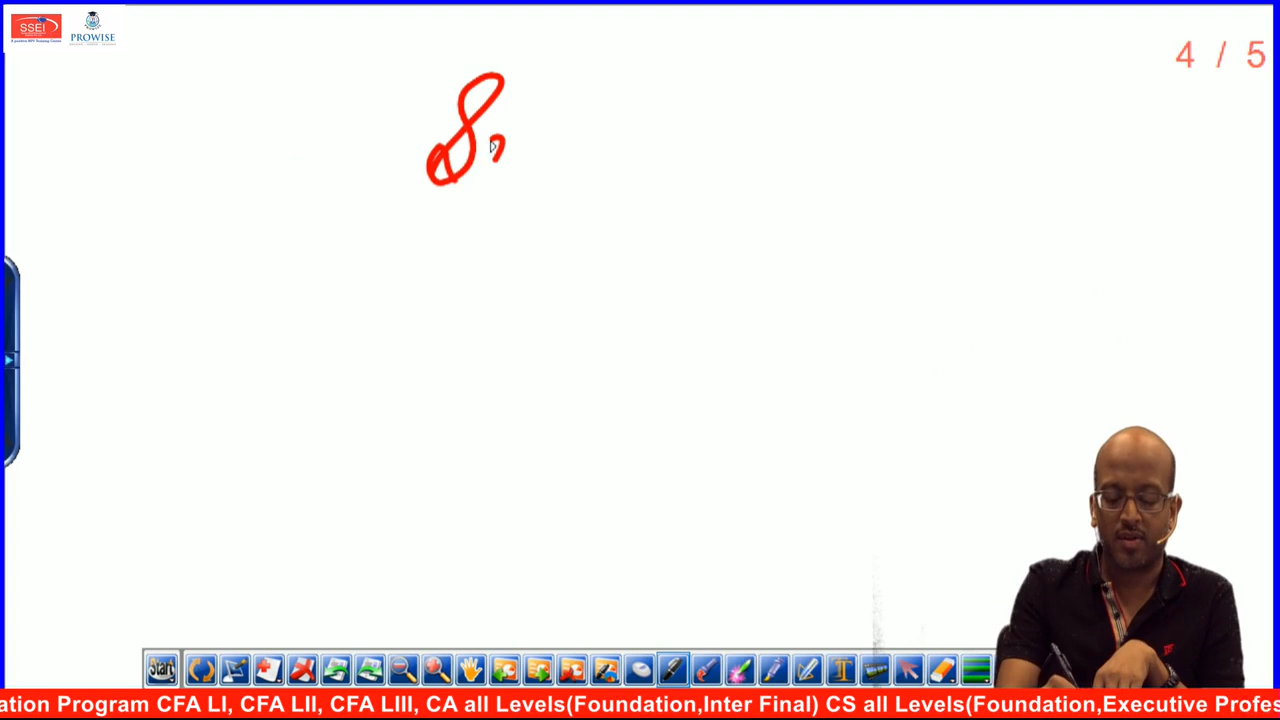 SSEI
PROWISE
4 / 5
Start
ation Program CFA LI, CFA LII, CFA LIII, CA all Levels(Foundation,Inter Final) CS all Levels(Foundation,Executive Profes